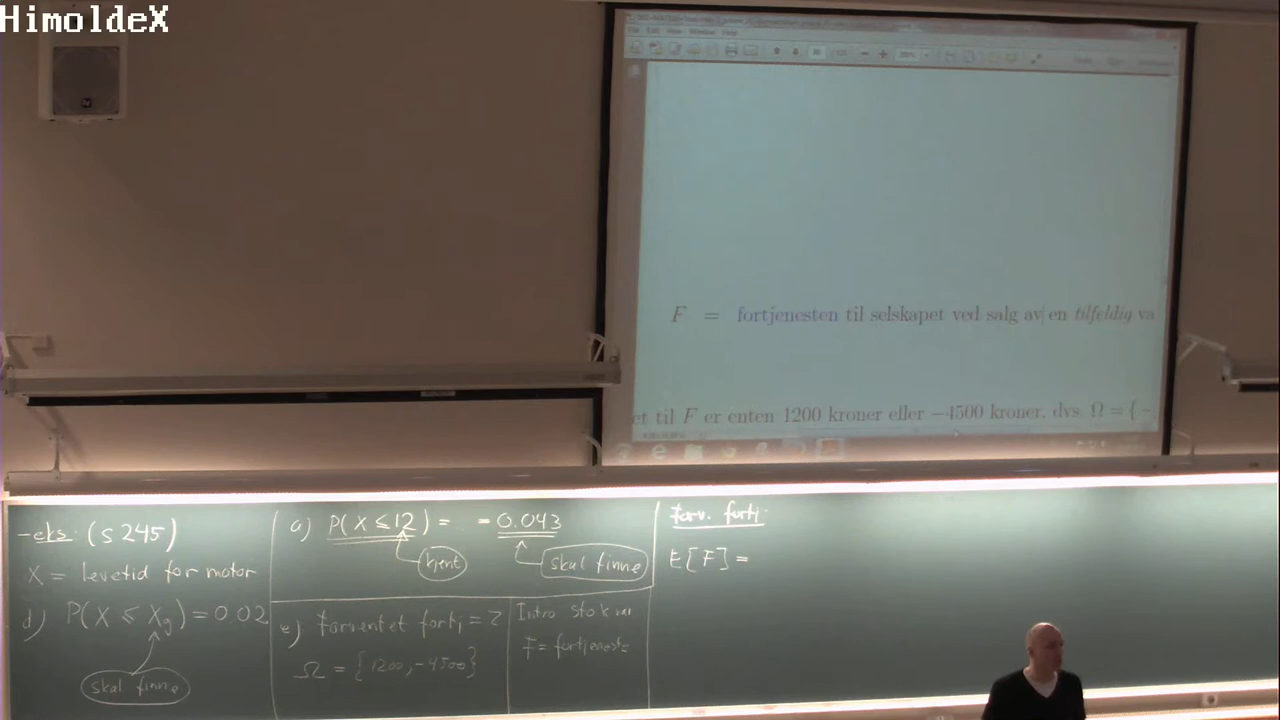 HimoldeX
F = fortjenesten til selskapet ved salg av en tilfeldig va
et til F er enten 1200 kroner eller −4500 kroner, dvs. Ω = { −
-eks: (s 245)
X = levetid for motor
d) P(X ≤ Xg) = 0.02
skal finne
a) P(X ≤ 12) = = 0.043
kjent
skal finne
e) Forventet fortj = ?
Ω = {1200, -4500}
Intro stok var
F = fortjeneste
Forv. fortj:
E[F] =